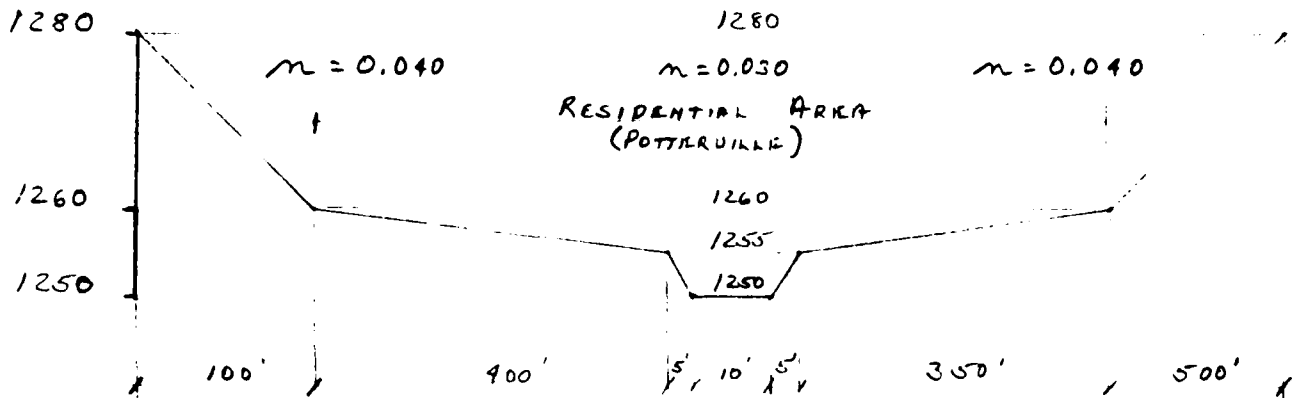 1280 1280
n = 0.040 n = 0.030 n = 0.040
RESIDENTIAL AREA
(POTTERVILLE)
1260 1260
1255
1250 1250
100' 400' 5' 10' 5' 350' 500'